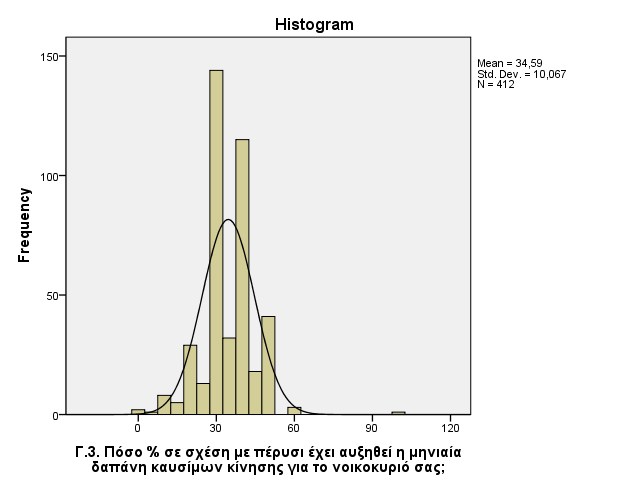 Histogram
Mean = 34,59
Std. Dev. = 10,067
N = 412
150
100
50
0
Frequency
0 30 60 90 120
Γ.3. Πόσο % σε σχέση με πέρυσι έχει αυξηθεί η μηνιαία
δαπάνη καυσίμων κίνησης για το νοικοκυριό σας;